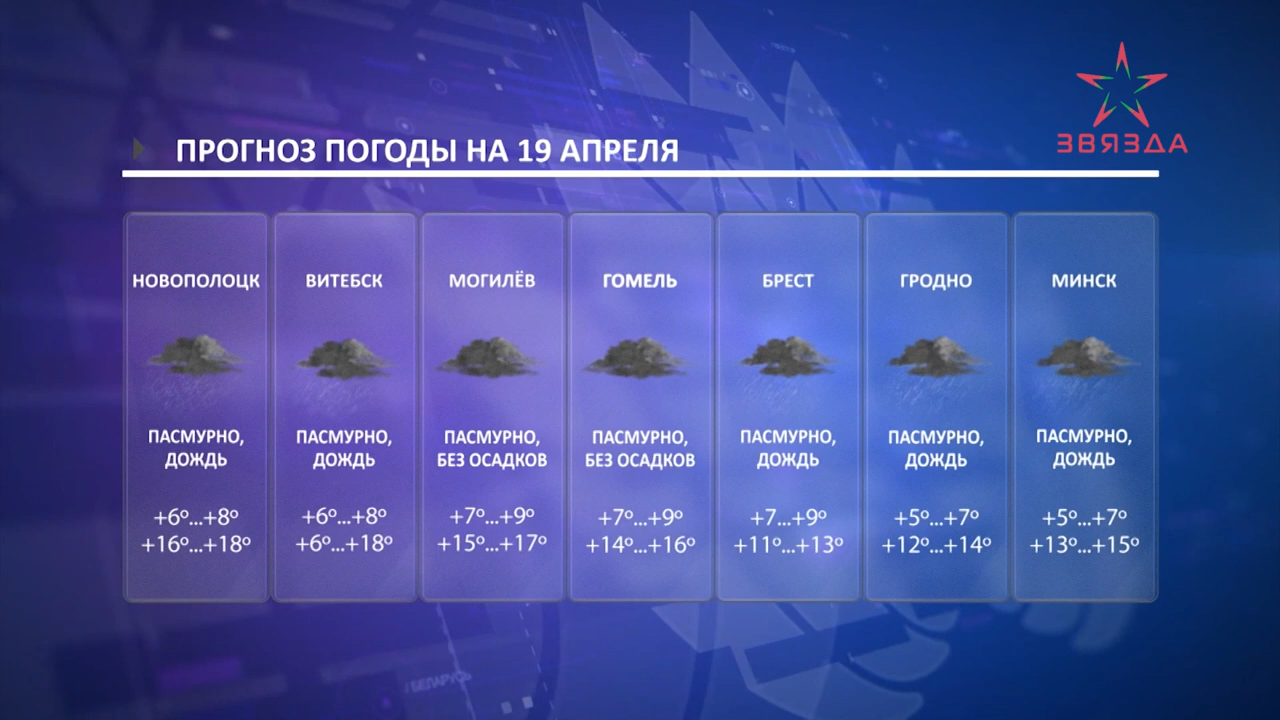 ЗВЯЗДА
ПРОГНОЗ ПОГОДЫ НА 19 АПРЕЛЯ
НОВОПОЛОЦК
ПАСМУРНО,
ДОЖДЬ
+6º...+8º
+16º...+18º
ВИТЕБСК
ПАСМУРНО,
ДОЖДЬ
+6º...+8º
+6º...+18º
МОГИЛЁВ
ПАСМУРНО,
БЕЗ ОСАДКОВ
+7º...+9º
+15º...+17º
ГОМЕЛЬ
ПАСМУРНО,
БЕЗ ОСАДКОВ
+7º...+9º
+14º...+16º
БРЕСТ
ПАСМУРНО,
ДОЖДЬ
+7...+9º
+11º...+13º
ГРОДНО
ПАСМУРНО,
ДОЖДЬ
+5º...+7º
+12º...+14º
МИНСК
ПАСМУРНО,
ДОЖДЬ
+5º...+7º
+13º...+15º
/ БЕЛАРУСЬ